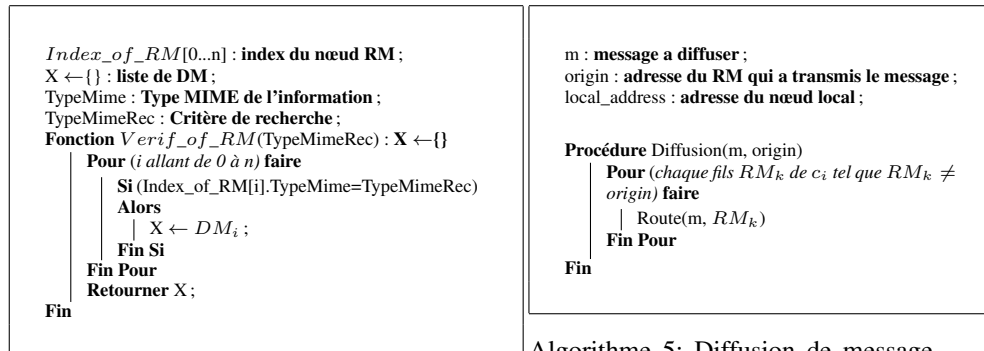 Index_of_RM[0...n] : index du nœud RM ;
X ←{} : liste de DM ;
TypeMime : Type MIME de l'information ;
TypeMimeRec : Critère de recherche ;
Fonction Verif_of_RM(TypeMimeRec) : X ←{}
Pour (i allant de 0 à n) faire
Si (Index_of_RM[i].TypeMime=TypeMimeRec)
Alors
X ← DM_i ;
Fin Si
Fin Pour
Retourner X ;
Fin
m : message a diffuser ;
origin : adresse du RM qui a transmis le message ;
local_address : adresse du nœud local ;
Procédure Diffusion(m, origin)
Pour (chaque fils RM_k de c_i tel que RM_k ≠
origin) faire
Route(m, RM_k)
Fin Pour
Fin
Algorithme 5: Diffusion de message